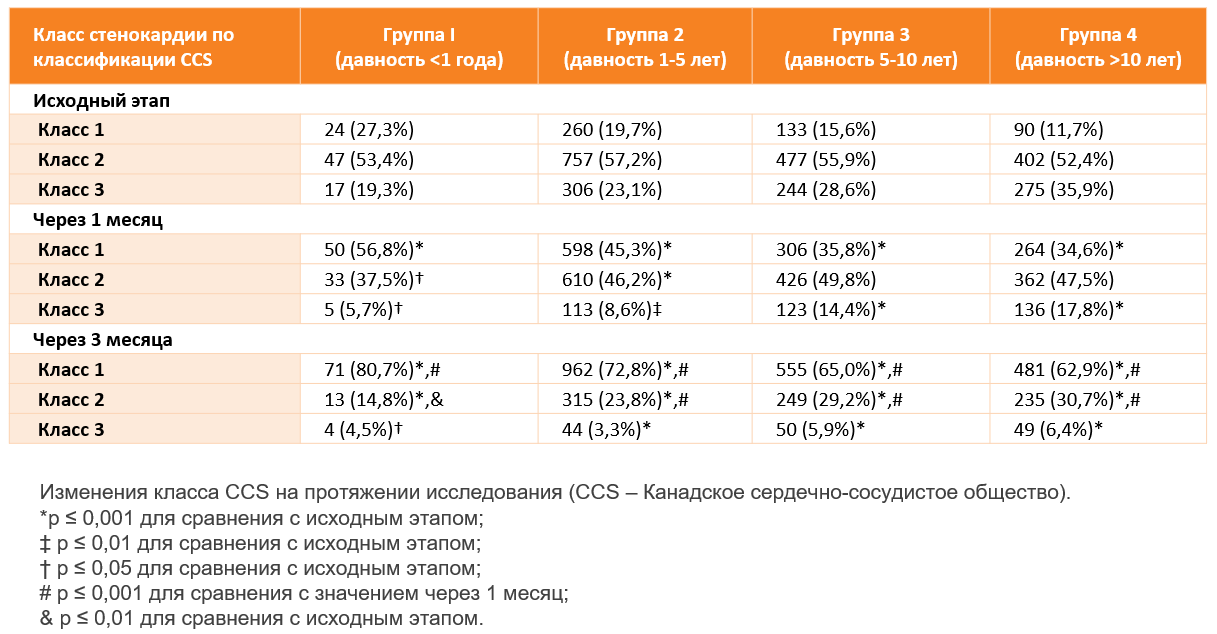 Класс стенокардии по классификации CCS | Группа I (давность <1 года) | Группа 2 (давность 1-5 лет) | Группа 3 (давность 5-10 лет) | Группа 4 (давность >10 лет)
Исходный этап
Класс 1 | 24 (27,3%) | 260 (19,7%) | 133 (15,6%) | 90 (11,7%)
Класс 2 | 47 (53,4%) | 757 (57,2%) | 477 (55,9%) | 402 (52,4%)
Класс 3 | 17 (19,3%) | 306 (23,1%) | 244 (28,6%) | 275 (35,9%)
Через 1 месяц
Класс 1 | 50 (56,8%)* | 598 (45,3%)* | 306 (35,8%)* | 264 (34,6%)*
Класс 2 | 33 (37,5%)† | 610 (46,2%)* | 426 (49,8%) | 362 (47,5%)
Класс 3 | 5 (5,7%)† | 113 (8,6%)‡ | 123 (14,4%)* | 136 (17,8%)*
Через 3 месяца
Класс 1 | 71 (80,7%)*,# | 962 (72,8%)*,# | 555 (65,0%)*,# | 481 (62,9%)*,#
Класс 2 | 13 (14,8%)*,& | 315 (23,8%)*,# | 249 (29,2%)*,# | 235 (30,7%)*,#
Класс 3 | 4 (4,5%)† | 44 (3,3%)* | 50 (5,9%)* | 49 (6,4%)*
Изменения класса CCS на протяжении исследования (CCS – Канадское сердечно-сосудистое общество).
*p ≤ 0,001 для сравнения с исходным этапом;
‡ p ≤ 0,01 для сравнения с исходным этапом;
† p ≤ 0,05 для сравнения с исходным этапом;
# p ≤ 0,001 для сравнения с значением через 1 месяц;
& p ≤ 0,01 для сравнения с исходным этапом.